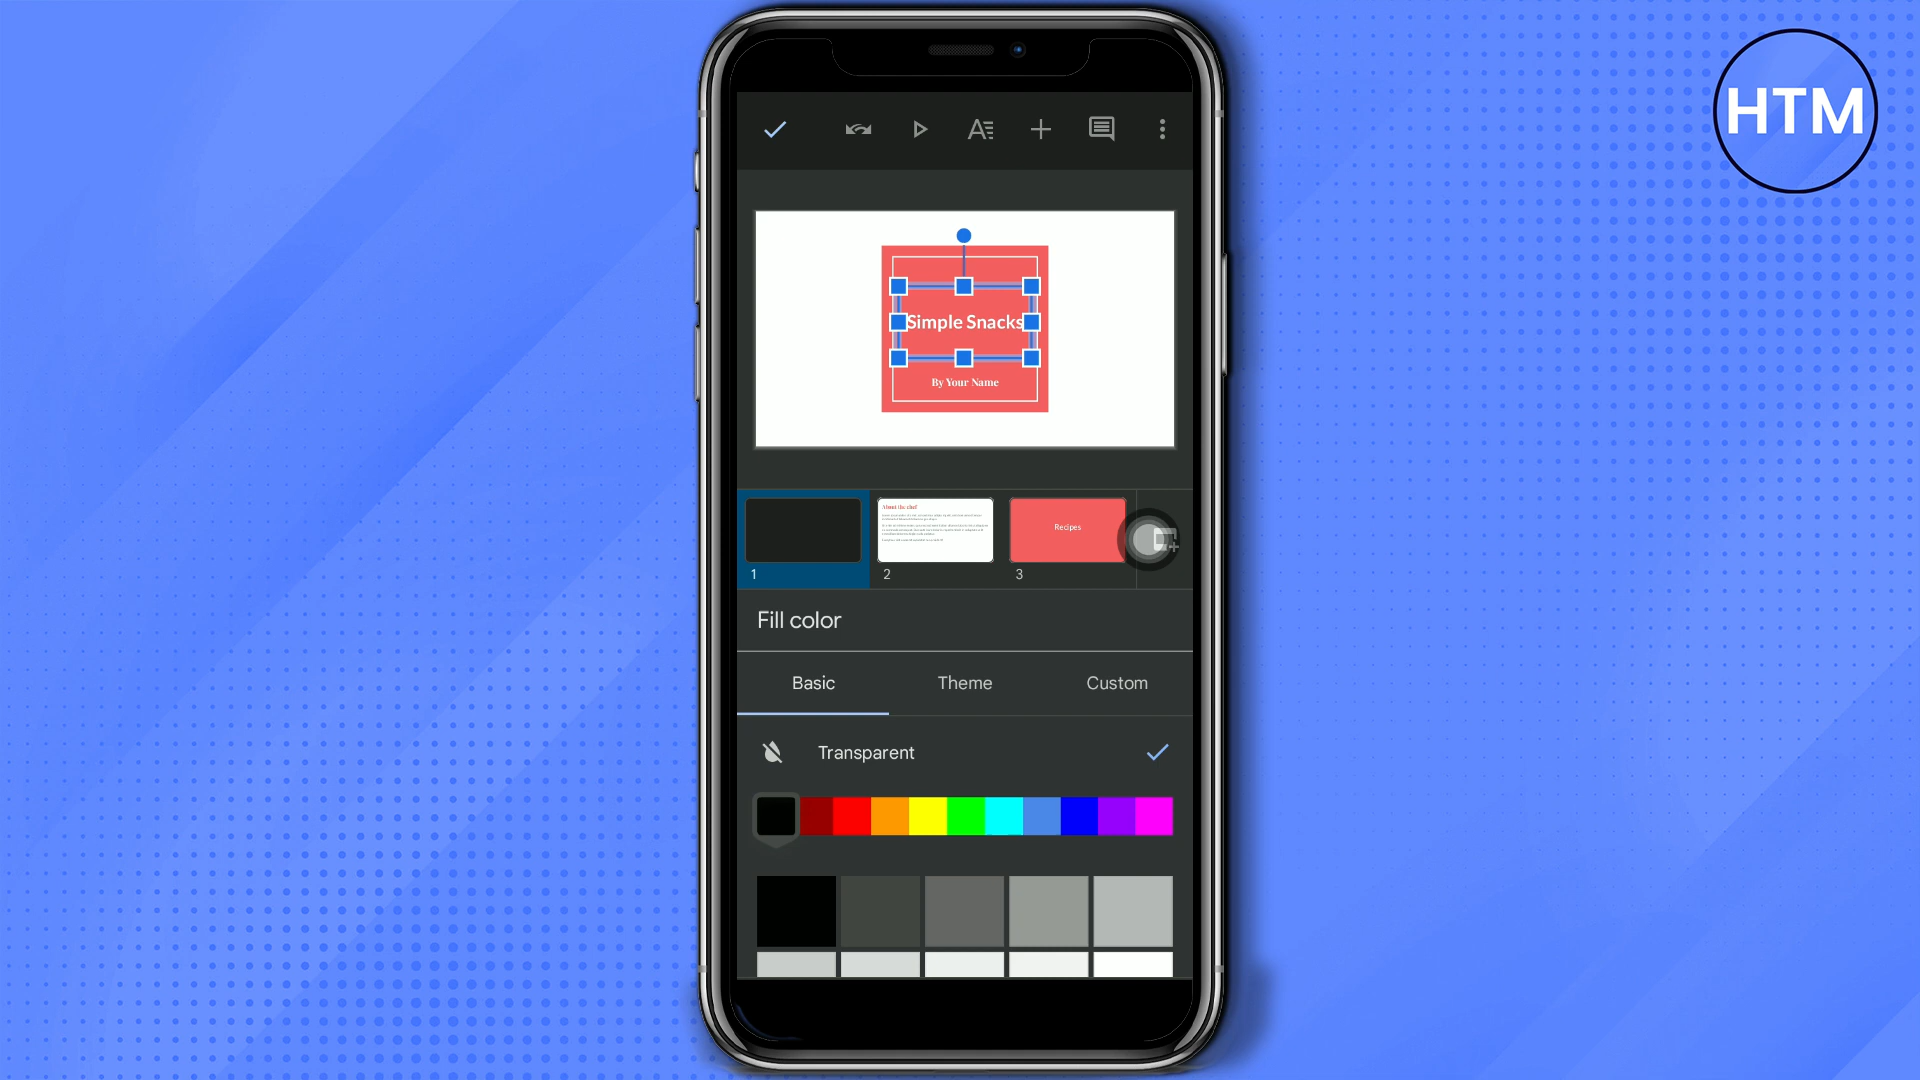 HTM
Simple Snacks
By Your Name
About the chef
Recipes
1
2
3
Fill color
Basic
Theme
Custom
Transparent